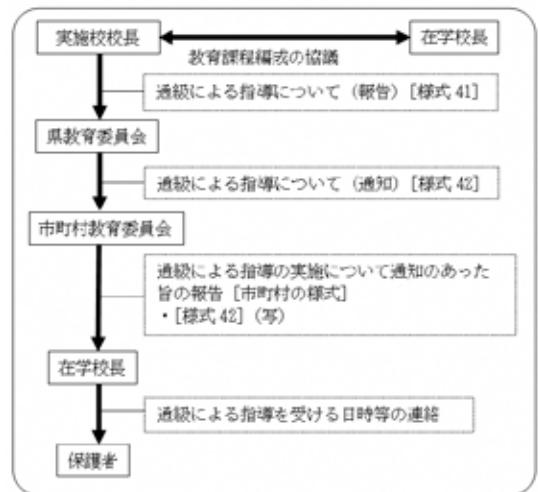 実施校校長
在学校長
教育課程編成の協議
通級による指導について（報告）［様式 41］
県教育委員会
通級による指導について（通知）［様式 42］
市町村教育委員会
通級による指導の実施について通知のあった
旨の報告［市町村の様式］
・［様式 42］（写）
在学校長
通級による指導を受ける日時等の連絡
保護者